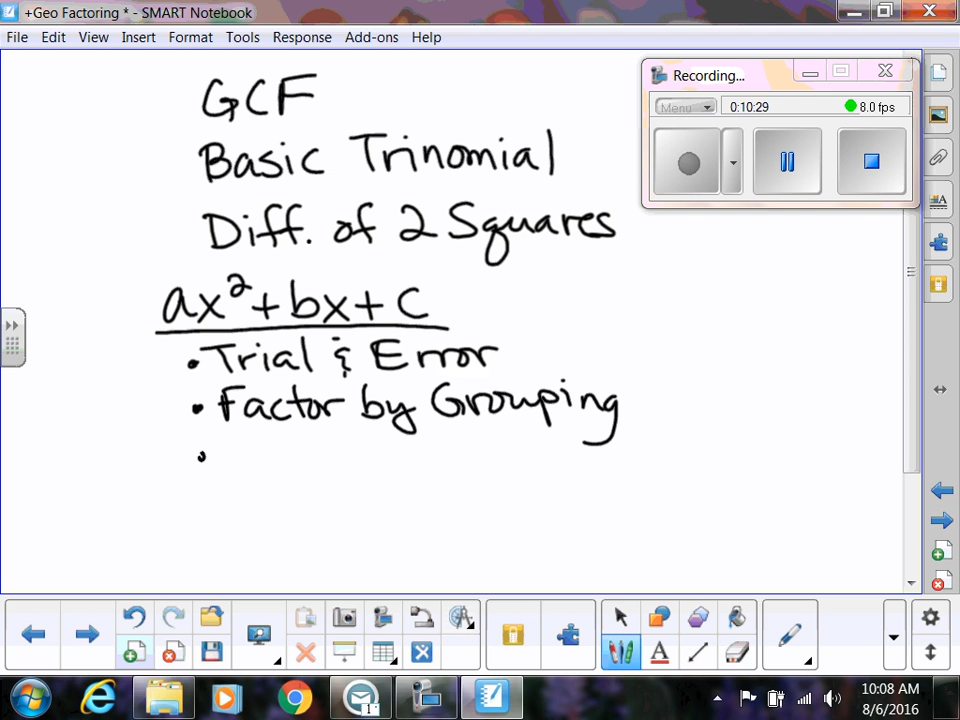 +Geo Factoring * - SMART Notebook
File Edit View Insert Format Tools Response Add-ons Help
Recording...
Menu 0:10:29 8.0 fps
GCF
Basic Trinomial
Diff. of 2 Squares
ax²+bx+c
• Trial & Error
• Factor by Grouping
•
10:08 AM
8/6/2016